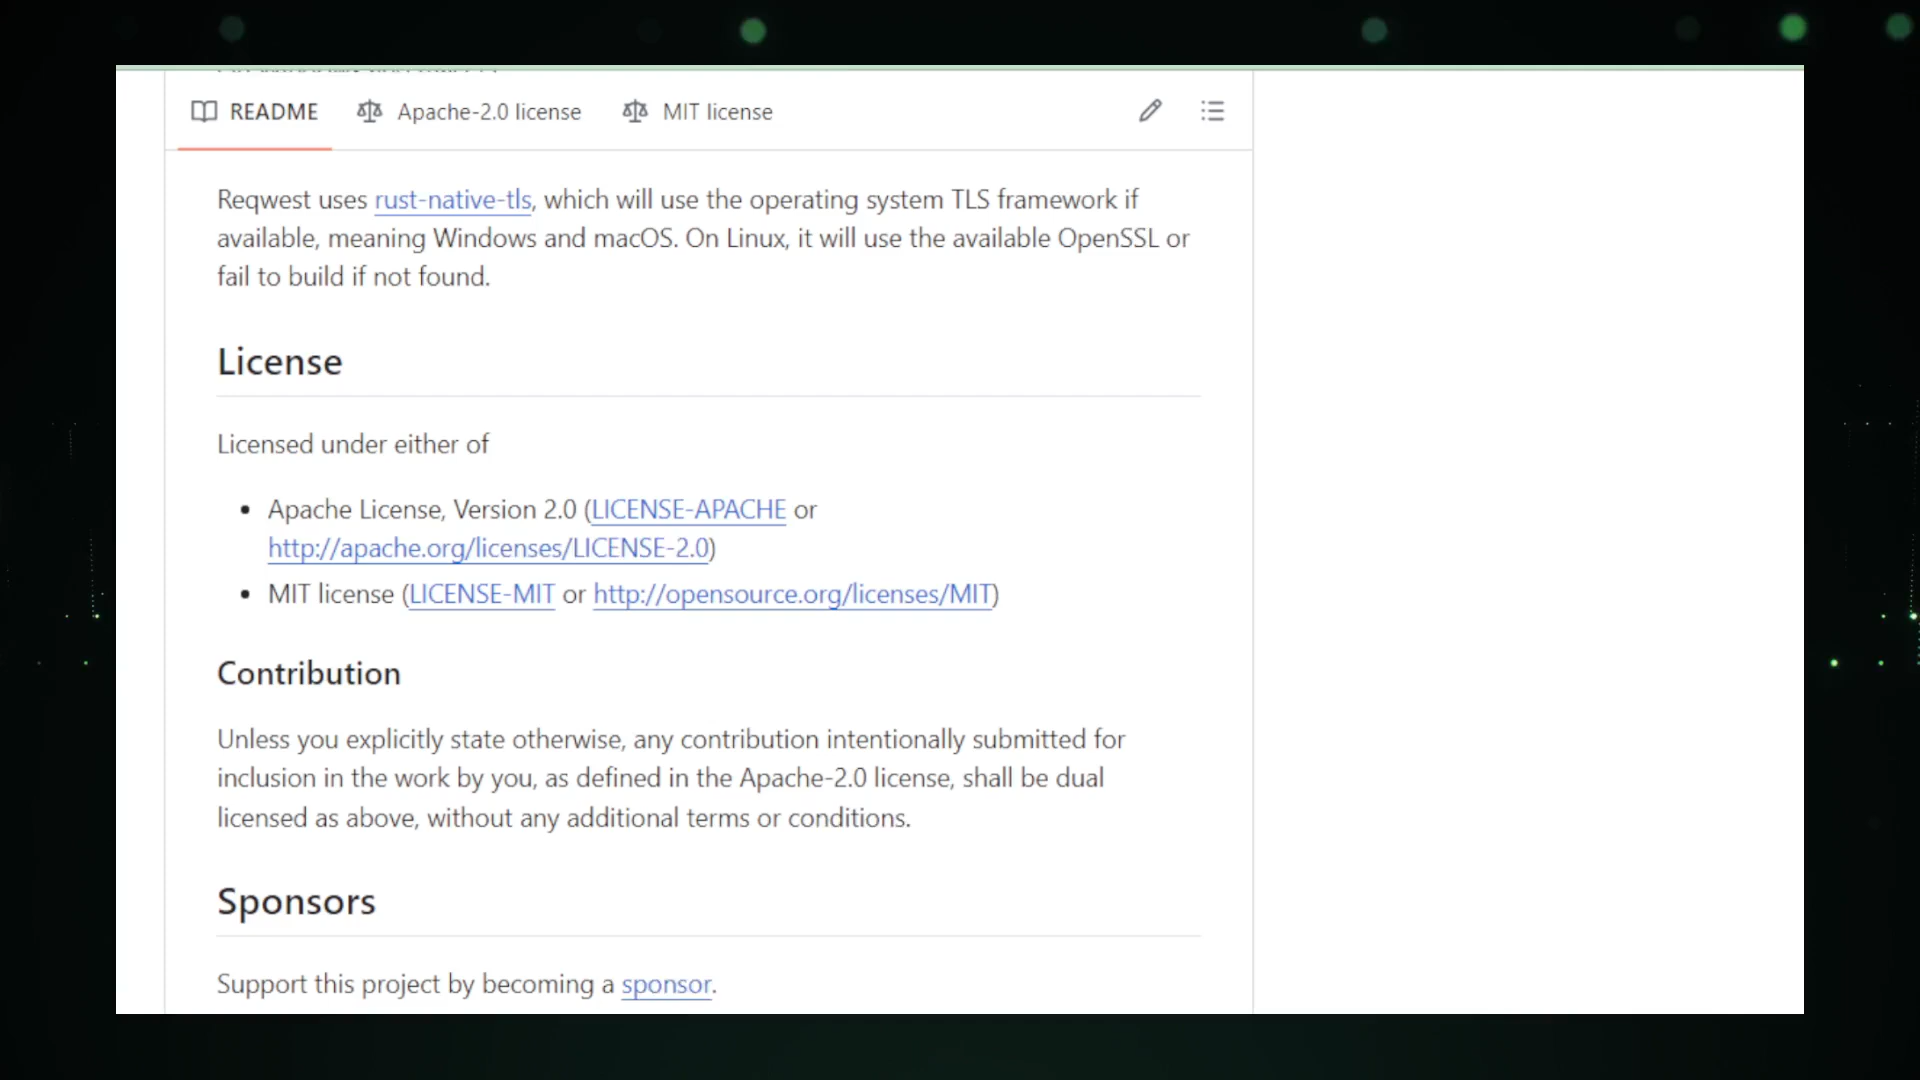 README Apache-2.0 license MIT license
Reqwest uses rust-native-tls, which will use the operating system TLS framework if
available, meaning Windows and macOS. On Linux, it will use the available OpenSSL or
fail to build if not found.
License
Licensed under either of
• Apache License, Version 2.0 (LICENSE-APACHE or
http://apache.org/licenses/LICENSE-2.0)
• MIT license (LICENSE-MIT or http://opensource.org/licenses/MIT)
Contribution
Unless you explicitly state otherwise, any contribution intentionally submitted for
inclusion in the work by you, as defined in the Apache-2.0 license, shall be dual
licensed as above, without any additional terms or conditions.
Sponsors
Support this project by becoming a sponsor.